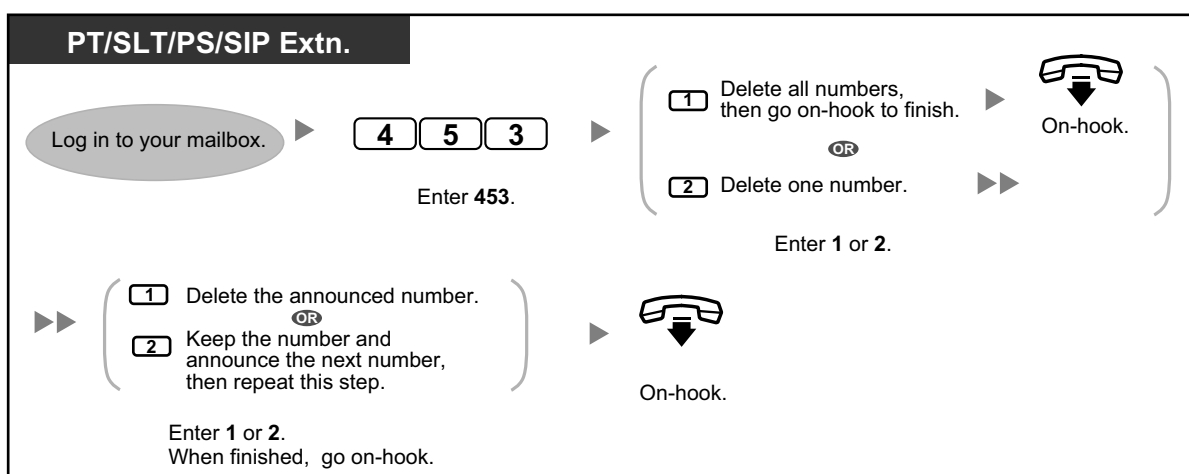 PT/SLT/PS/SIP Extn.
Log in to your mailbox.
4 5 3
Enter 453.
1 Delete all numbers,
then go on-hook to finish.
OR
2 Delete one number.
Enter 1 or 2.
On-hook.
1 Delete the announced number.
OR
2 Keep the number and
announce the next number,
then repeat this step.
Enter 1 or 2.
When finished, go on-hook.
On-hook.